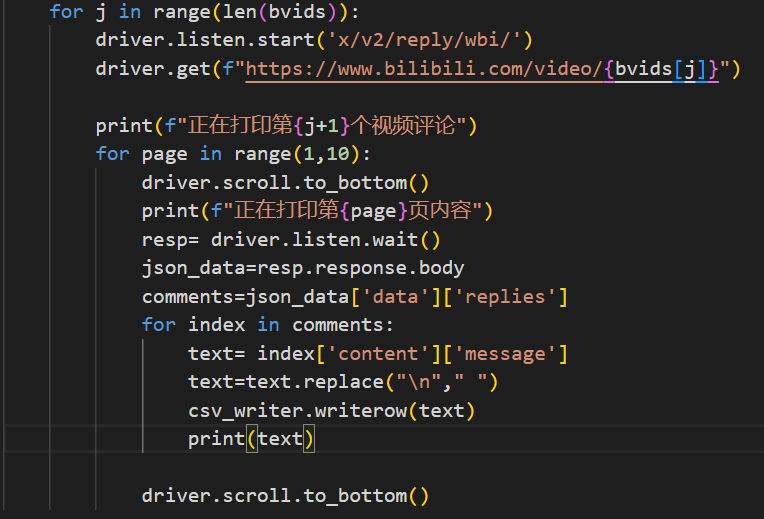 for j in range(len(bvids)):
    driver.listen.start('x/v2/reply/wbi/')
    driver.get(f"https://www.bilibili.com/video/{bvids[j]}")

    print(f"正在打印第{j+1}个视频评论")
    for page in range(1,10):
        driver.scroll.to_bottom()
        print(f"正在打印第{page}页内容")
        resp= driver.listen.wait()
        json_data=resp.response.body
        comments=json_data['data']['replies']
        for index in comments:
            text= index['content']['message']
            text=text.replace("\n"," ")
            csv_writer.writerow(text)
            print(text)

        driver.scroll.to_bottom()